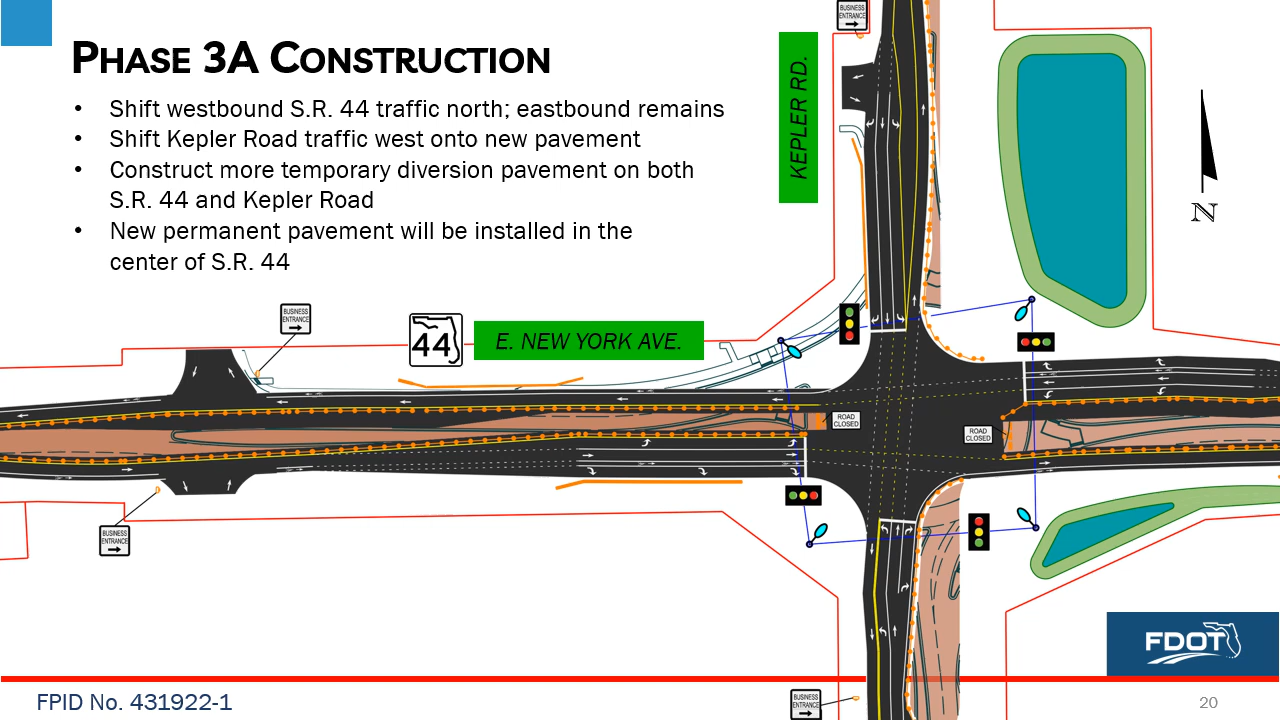 PHASE 3A CONSTRUCTION
• Shift westbound S.R. 44 traffic north; eastbound remains
• Shift Kepler Road traffic west onto new pavement
• Construct more temporary diversion pavement on both
S.R. 44 and Kepler Road
• New permanent pavement will be installed in the
center of S.R. 44
BUSINESS
ENTRANCE
KEPLER RD.
N
BUSINESS
ENTRANCE
44
E. NEW YORK AVE.
ROAD
CLOSED
ROAD
CLOSED
BUSINESS
ENTRANCE
BUSINESS
ENTRANCE
FDOT
FPID No. 431922-1
20